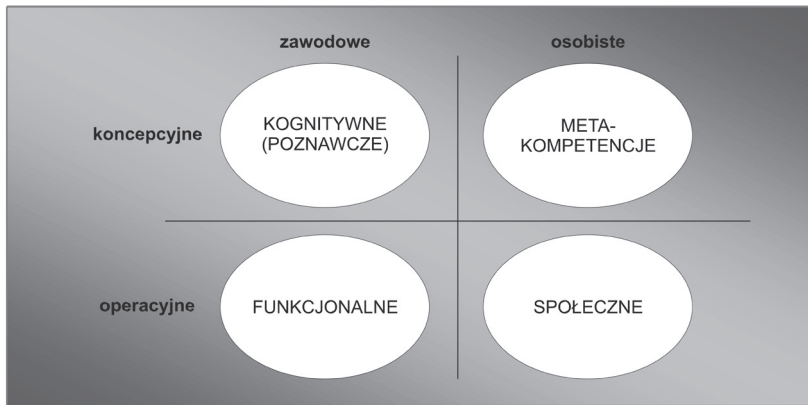 zawodowe osobiste
koncepcyjne
KOGNITYWNE
(POZNAWCZE)
META-
KOMPETENCJE
operacyjne
FUNKCJONALNE
SPOŁECZNE